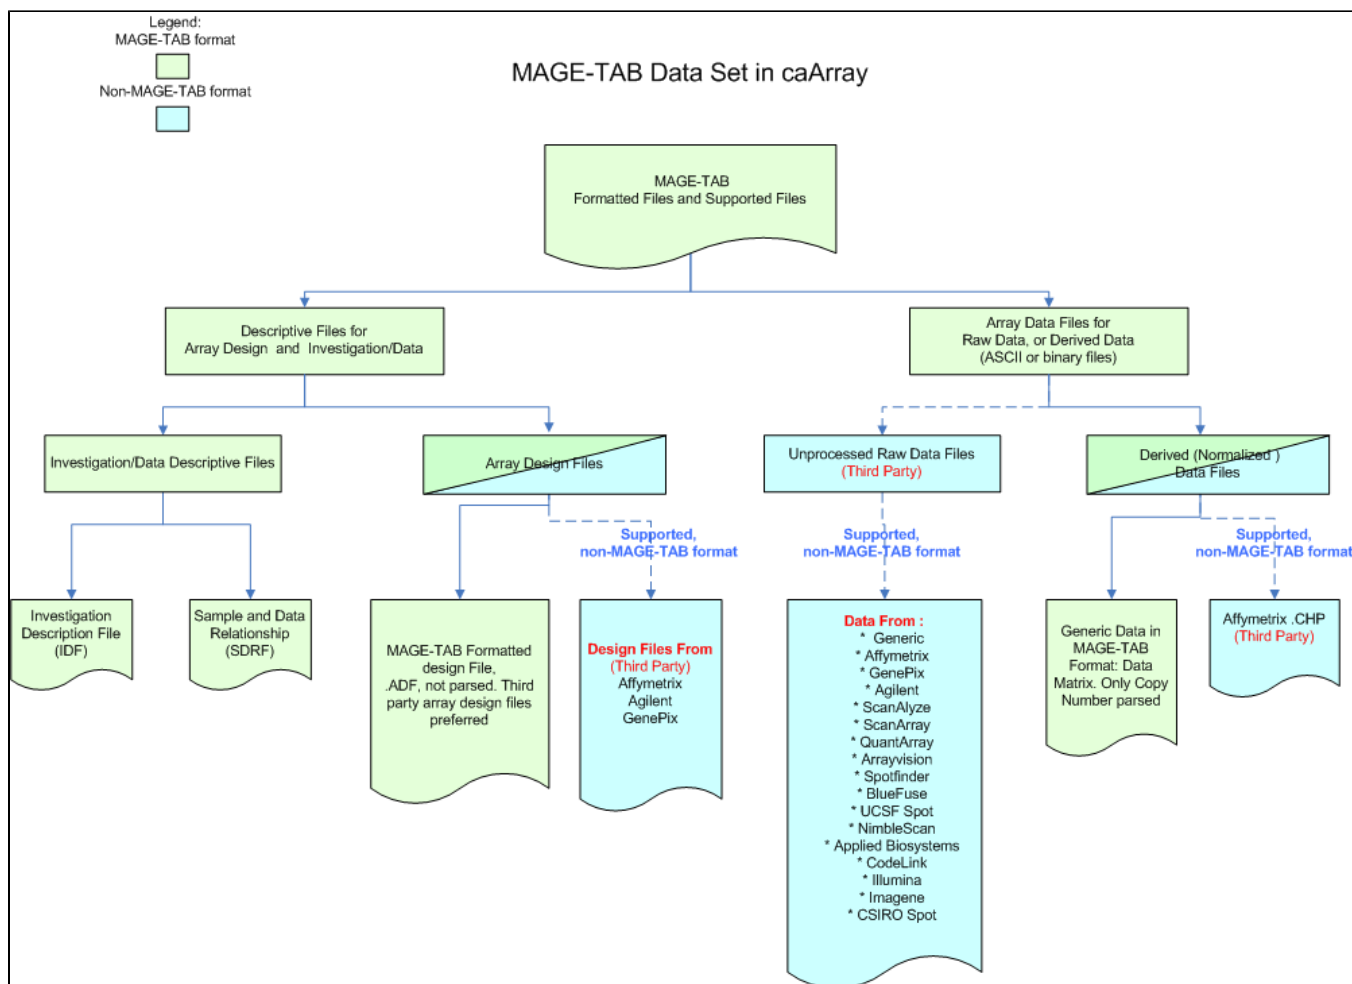 Legend:
MAGE-TAB format
Non-MAGE-TAB format
MAGE-TAB Data Set in caArray
MAGE-TAB
Formatted Files and Supported Files
Descriptive Files for
Array Design and Investigation/Data
Array Data Files for
Raw Data, or Derived Data
(ASCII or binary files)
Investigation/Data Descriptive Files
Array Design Files
Unprocessed Raw Data Files
(Third Party)
Derived (Normalized )
Data Files
Supported,
non-MAGE-TAB format
Supported,
non-MAGE-TAB format
Supported,
non-MAGE-TAB format
Investigation
Description File
(IDF)
Sample and Data
Relationship
(SDRF)
MAGE-TAB Formatted
design File,
.ADF, not parsed. Third
party array design files
preferred
Design Files From
(Third Party)
Affymetrix
Agilent
GenePix
Data From :
* Generic
* Affymetrix
* GenePix
* Agilent
* ScanAlyze
* ScanArray
* QuantArray
* Arrayvision
* Spotfinder
* BlueFuse
* UCSF Spot
* NimbleScan
* Applied Biosystems
* CodeLink
* Illumina
* Imagene
* CSIRO Spot
Generic Data in
MAGE-TAB
Format: Data
Matrix. Only Copy
Number parsed
Affymetrix .CHP
(Third Party)